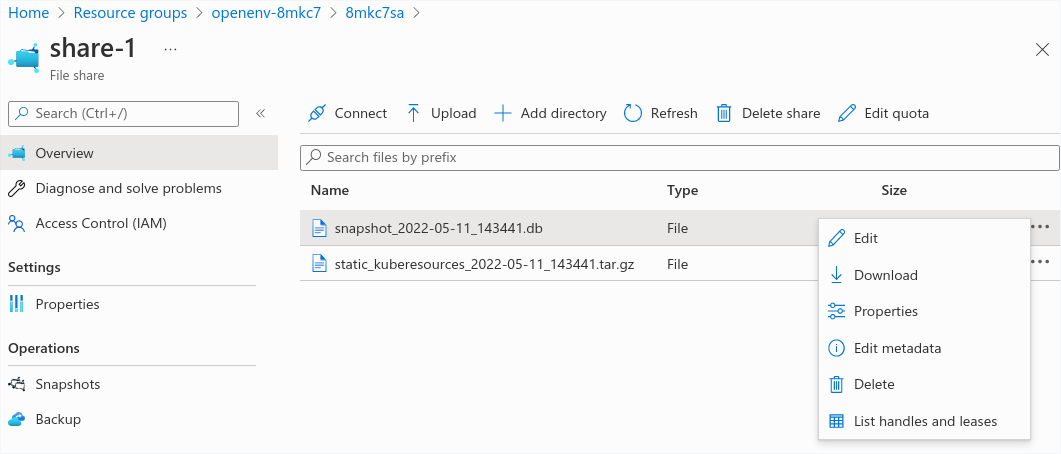 Home > Resource groups > openenv-8mkc7 > 8mkc7sa >
share-1 ...
File share
Search (Ctrl+/) «
Connect Upload Add directory Refresh Delete share Edit quota
Overview
Diagnose and solve problems
Access Control (IAM)
Settings
Properties
Operations
Snapshots
Backup
Search files by prefix
Name Type Size
snapshot_2022-05-11_143441.db File
static_kuberesources_2022-05-11_143441.tar.gz File
Edit
Download
Properties
Edit metadata
Delete
List handles and leases